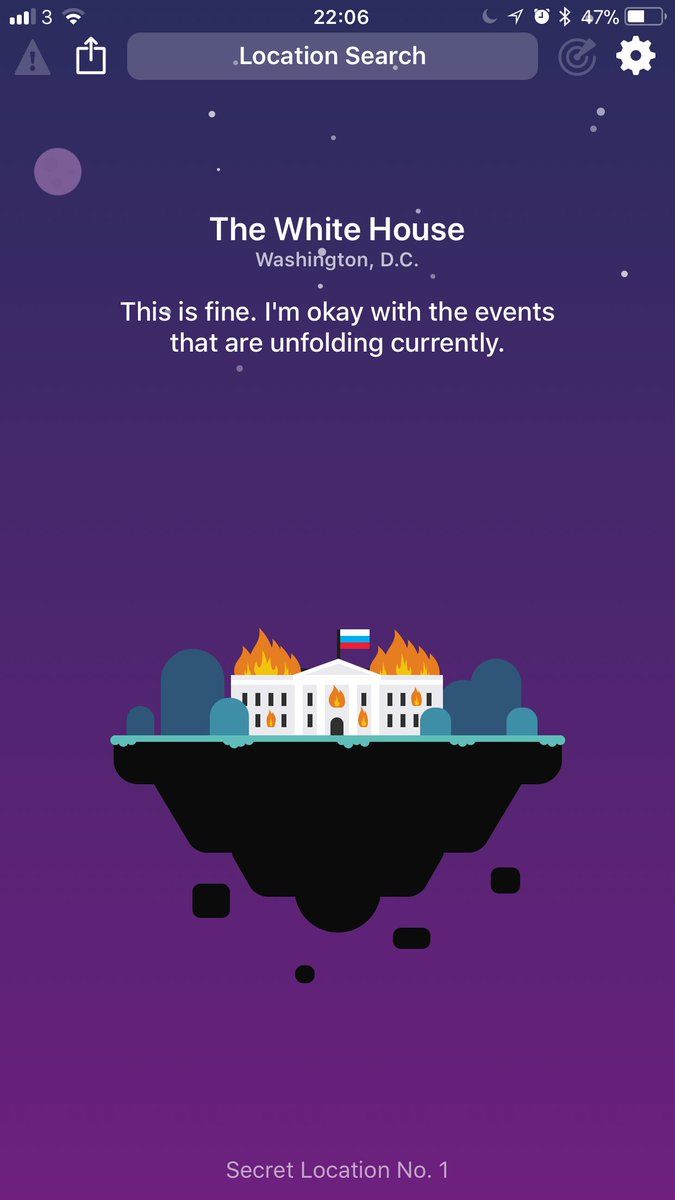 3 22:06 47%
Location Search
The White House
Washington, D.C.
This is fine. I'm okay with the events
that are unfolding currently.
Secret Location No. 1